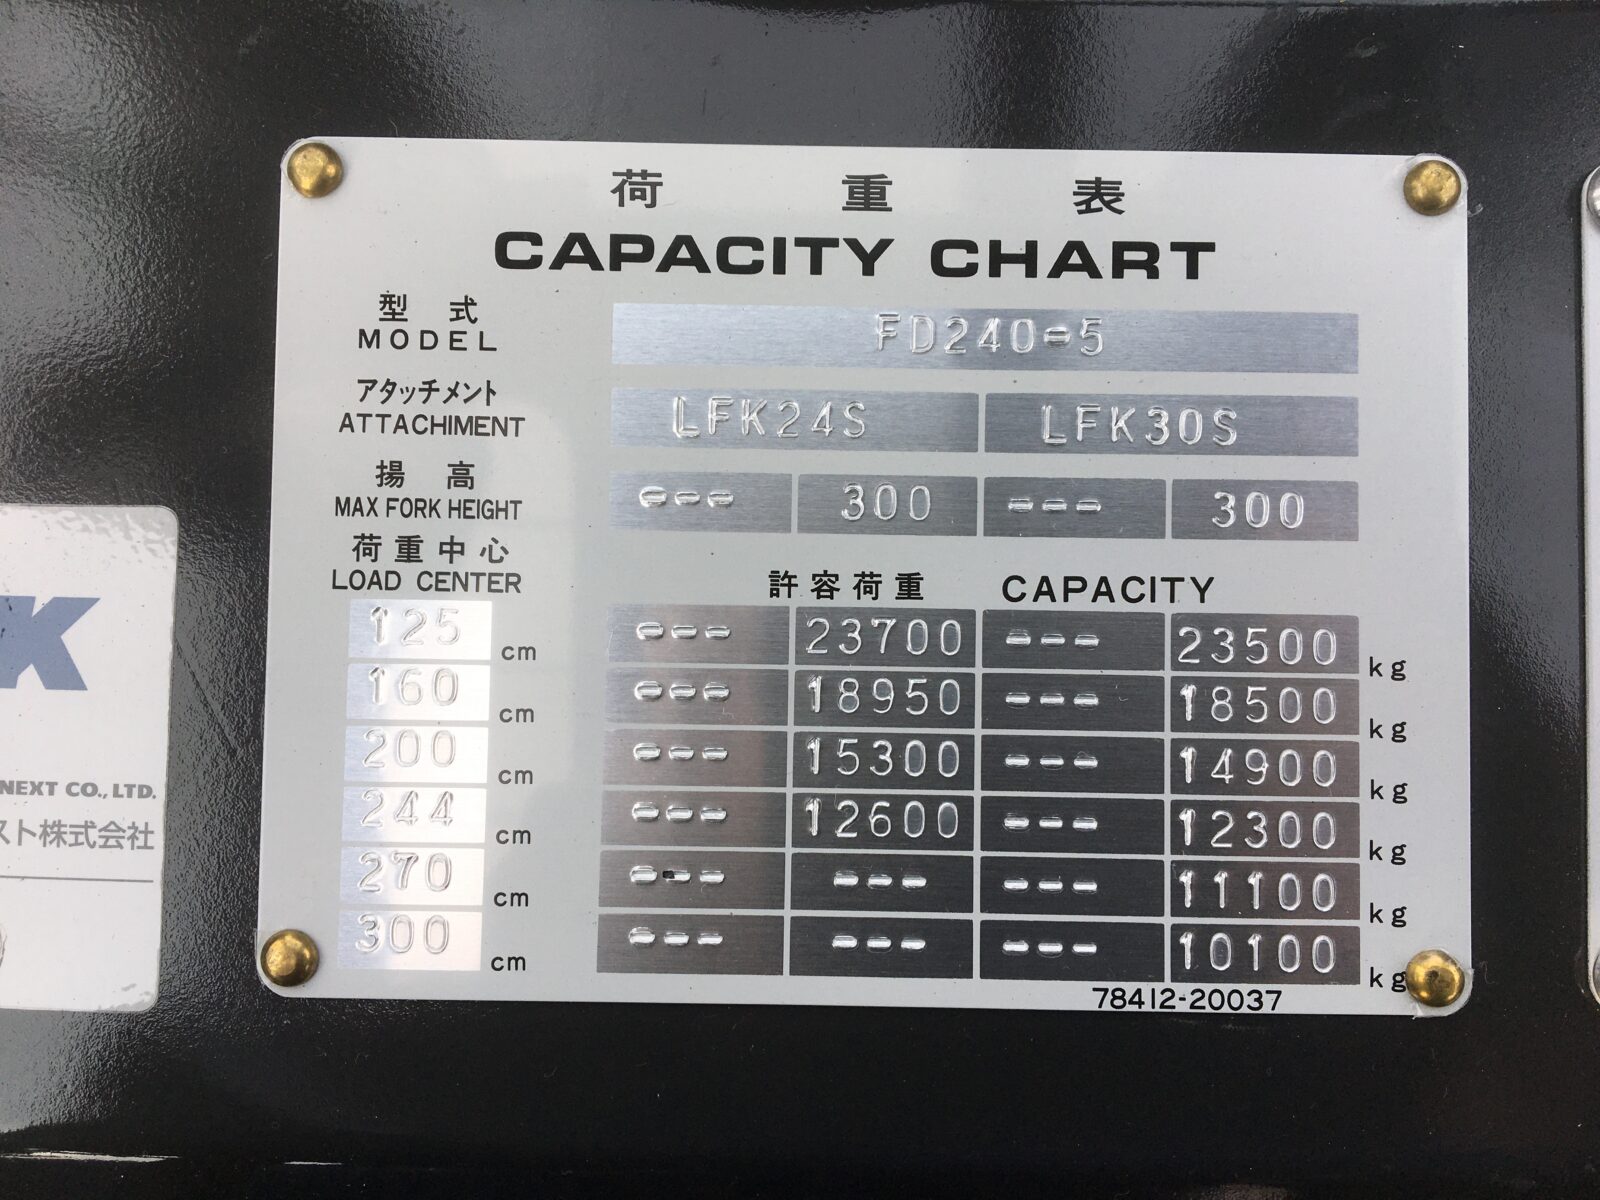 荷重表
CAPACITY CHART
型式
MODEL
FD240-5
アタッチメント
ATTACHIMENT
LFK24S LFK30S
揚高
MAX FORK HEIGHT
--- 300 --- 300
荷重中心
LOAD CENTER
許容荷重 CAPACITY
125 cm --- 23700 --- 23500 kg
160 cm --- 18950 --- 18500 kg
200 cm --- 15300 --- 14900 kg
244 cm --- 12600 --- 12300 kg
270 cm --- --- --- 11100 kg
300 cm --- --- --- 10100 kg
78412-20037
K
NEXT CO., LTD.
スト株式会社